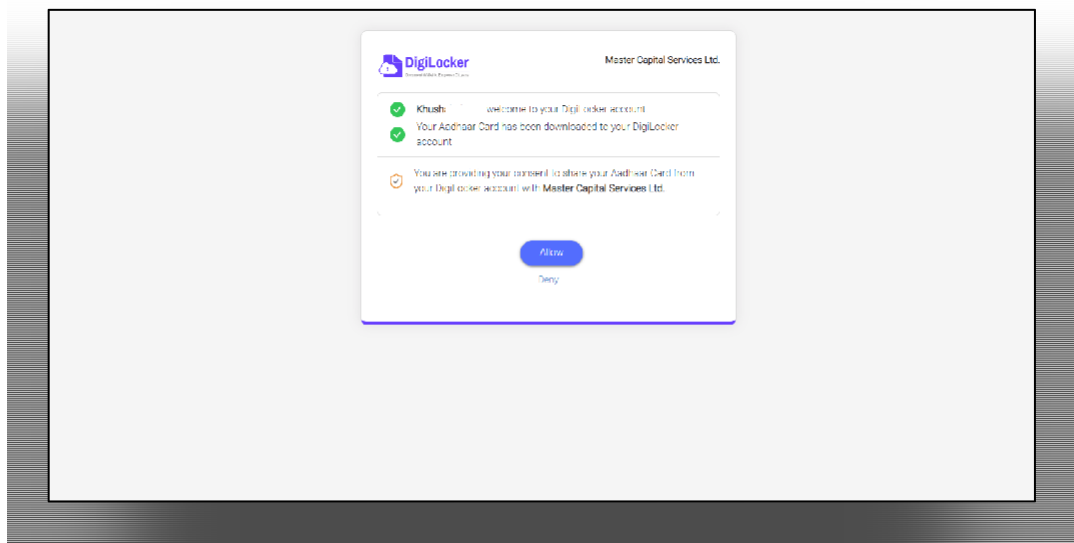 DigiLocker
Master Capital Services Ltd.
Khush welcome to your DigiLocker account
Your Aadhaar Card has been downloaded to your DigiLocker
account
You are providing your consent to share your Aadhaar Card from
your DigiLocker account with Master Capital Services Ltd.
Allow
Deny